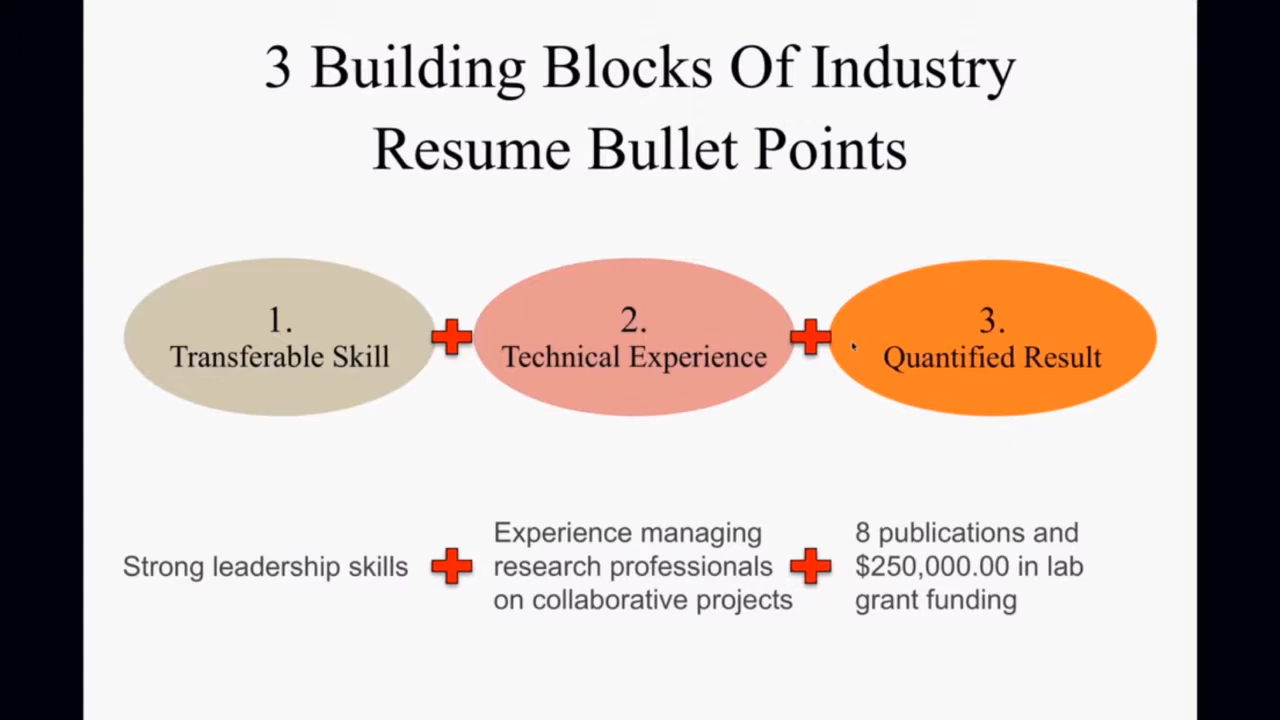 3 Building Blocks Of Industry
Resume Bullet Points
1.
Transferable Skill
2.
Technical Experience
3.
Quantified Result
Strong leadership skills
Experience managing
research professionals
on collaborative projects
8 publications and
$250,000.00 in lab
grant funding